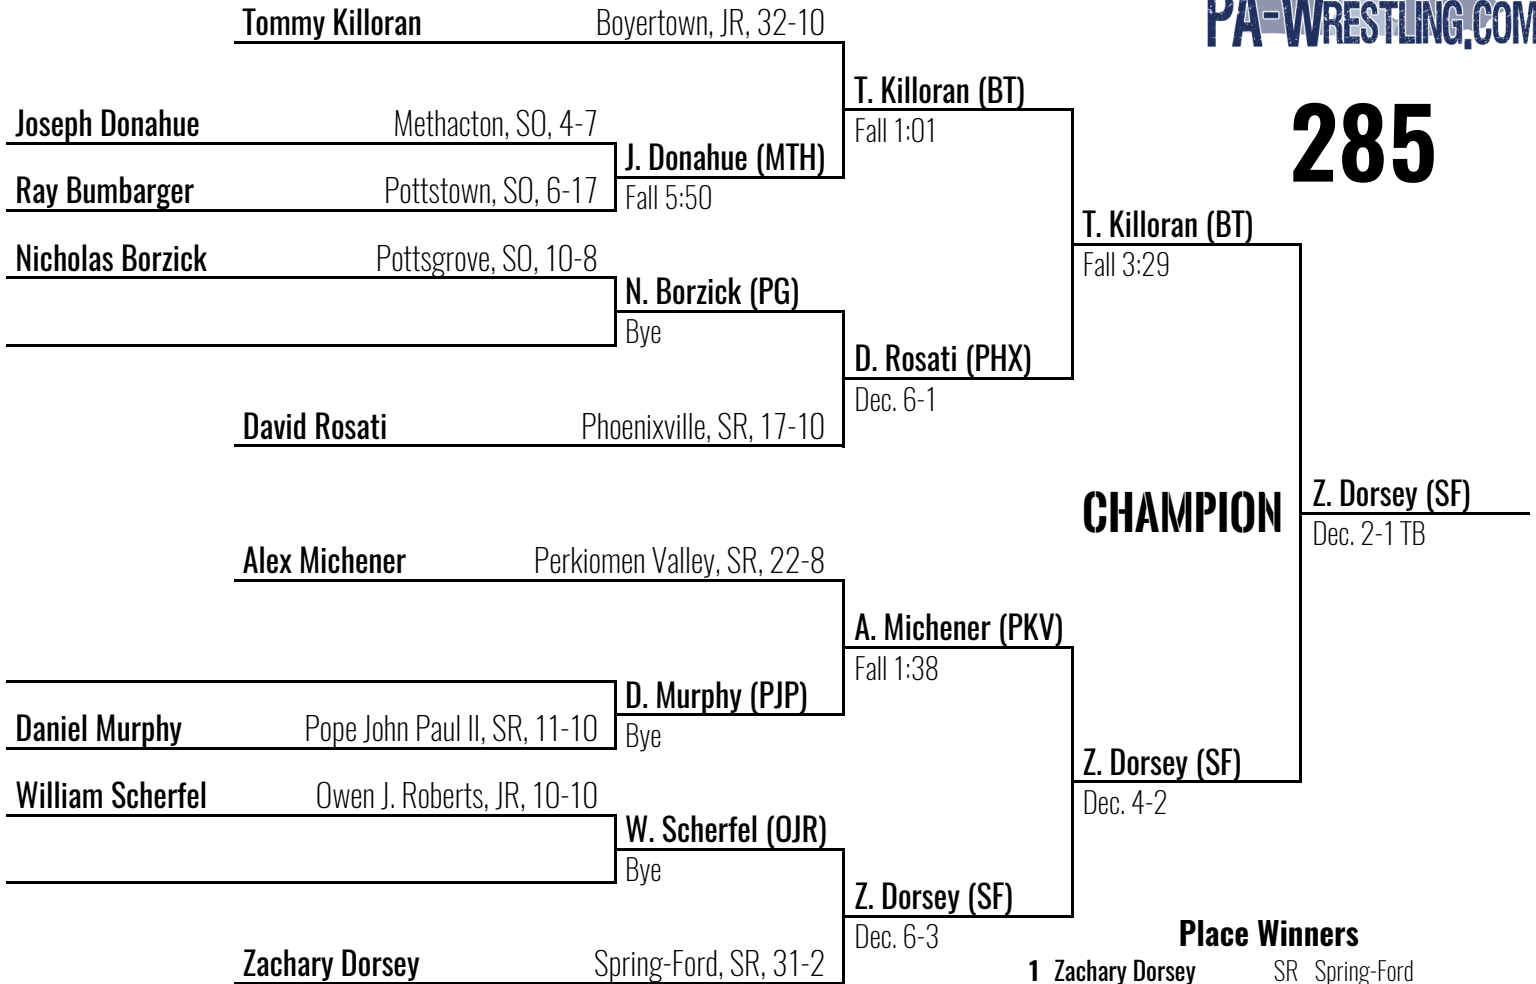 Tommy Killoran Boyertown, JR, 32-10
PA-WRESTLING.COM
T. Killoran (BT)
Fall 1:01
285
Joseph Donahue Methacton, SO, 4-7
J. Donahue (MTH)
Fall 5:50
Ray Bumbarger Pottstown, SO, 6-17
T. Killoran (BT)
Fall 3:29
Nicholas Borzick Pottsgrove, SO, 10-8
N. Borzick (PG)
Bye
D. Rosati (PHX)
Dec. 6-1
David Rosati Phoenixville, SR, 17-10
CHAMPION
Z. Dorsey (SF)
Dec. 2-1 TB
Alex Michener Perkiomen Valley, SR, 22-8
A. Michener (PKV)
Fall 1:38
D. Murphy (PJP)
Bye
Daniel Murphy Pope John Paul II, SR, 11-10
Z. Dorsey (SF)
Dec. 4-2
William Scherfel Owen J. Roberts, JR, 10-10
W. Scherfel (OJR)
Bye
Z. Dorsey (SF)
Dec. 6-3
Zachary Dorsey Spring-Ford, SR, 31-2
Place Winners
1 Zachary Dorsey SR Spring-Ford